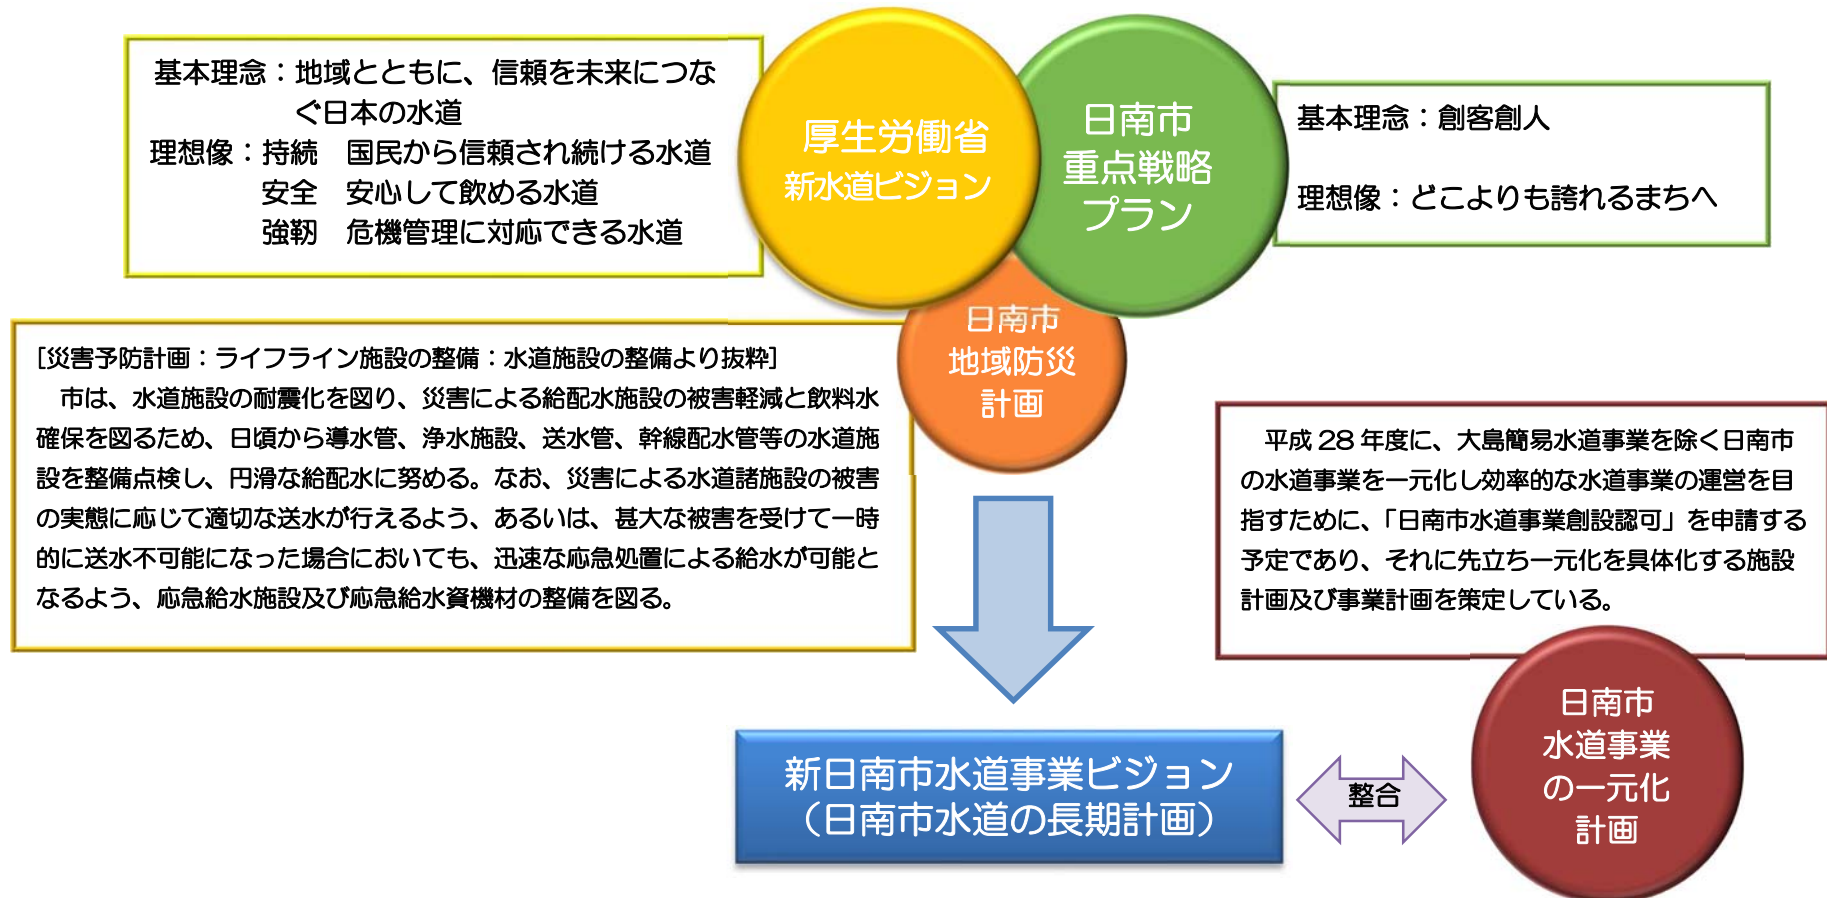 基本理念：地域とともに、信頼を未来につな
ぐ日本の水道
理想像：持続　国民から信頼され続ける水道
安全　安心して飲める水道
強靭　危機管理に対応できる水道
厚生労働省
新水道ビジョン
日南市
重点戦略
プラン
基本理念：創客創人
理想像：どこよりも誇れるまちへ
日南市
地域防災
計画
[災害予防計画：ライフライン施設の整備：水道施設の整備より抜粋]
市は、水道施設の耐震化を図り、災害による給配水施設の被害軽減と飲料水
確保を図るため、日頃から導水管、浄水施設、送水管、幹線配水管等の水道施
設を整備点検し、円滑な給配水に努める。なお、災害による水道諸施設の被害
の実態に応じて適切な送水が行えるよう、あるいは、甚大な被害を受けて一時
的に送水不可能になった場合においても、迅速な応急処置による給水が可能と
なるよう、応急給水施設及び応急給水資機材の整備を図る。
平成 28 年度に、大島簡易水道事業を除く日南市
の水道事業を一元化し効率的な水道事業の運営を目
指すために、「日南市水道事業創設認可」を申請する
予定であり、それに先立ち一元化を具体化する施設
計画及び事業計画を策定している。
新日南市水道事業ビジョン
（日南市水道の長期計画）
整合
日南市
水道事業
の一元化
計画